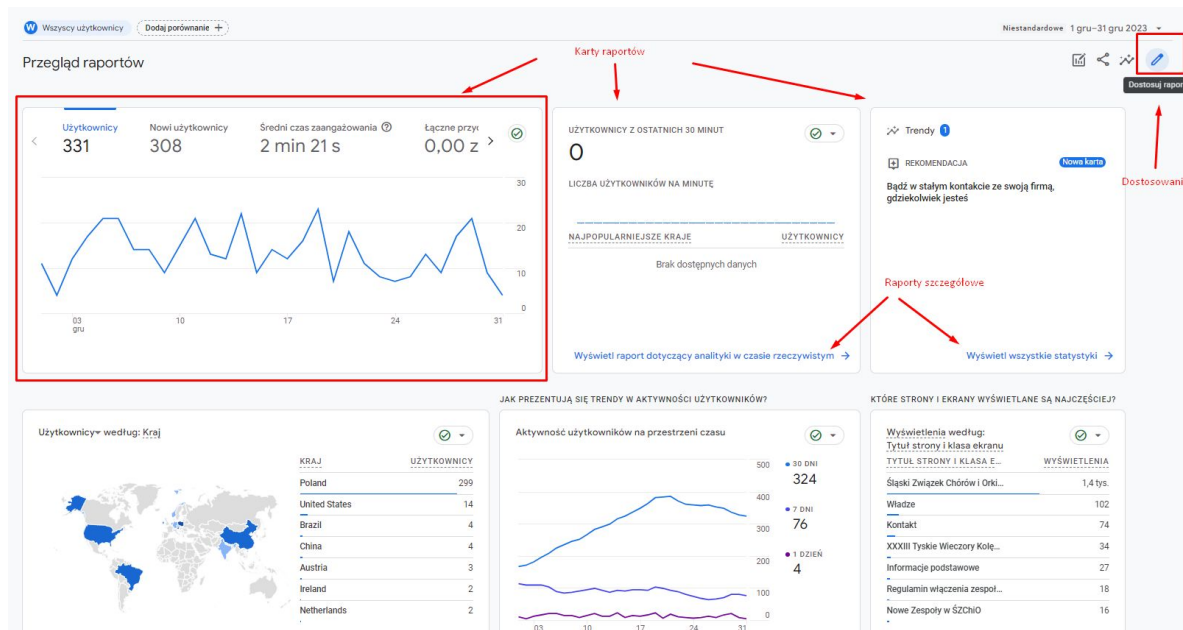 W Wszyscy użytkownicy Dodaj porównanie +
Niestandardowe 1 gru–31 gru 2023
Karty raportów
Przegląd raportów
Dostosuj rapor
Użytkownicy Nowi użytkownicy Średni czas zaangażowania Łączne przyc
331 308 2 min 21 s 0,00 z
30
20
10
0
03 10 17 24 31
gru
UŻYTKOWNICY Z OSTATNICH 30 MINUT
0
LICZBA UŻYTKOWNIKÓW NA MINUTĘ
NAJPOPULARNIEJSZE KRAJE UŻYTKOWNICY
Brak dostępnych danych
Wyświetl raport dotyczący analityki w czasie rzeczywistym →
Trendy 1
REKOMENDACJA Nowa karta
Bądź w stałym kontakcie ze swoją firmą,
gdziekolwiek jesteś
Dostosowani
Raporty szczegółowe
Wyświetl wszystkie statystyki →
JAK PREZENTUJĄ SIĘ TRENDY W AKTYWNOŚCI UŻYTKOWNIKÓW?
KTÓRE STRONY I EKRANY WYŚWIETLANE SĄ NAJCZĘŚCIEJ?
Użytkownicy według: Kraj
KRAJ UŻYTKOWNICY
Poland 299
United States 14
Brazil 4
China 4
Austria 3
Ireland 2
Netherlands 2
Aktywność użytkowników na przestrzeni czasu
500
400
300
200
100
0
30 DNI
324
7 DNI
76
1 DZIEŃ
4
03 10 17 24 31
Wyświetlenia według:
Tytuł strony i klasa ekranu
TYTUŁ STRONY I KLASA E... WYŚWIETLENIA
Śląski Związek Chórów i Orki... 1,4 tys.
Władze 102
Kontakt 74
XXXIII Tyskie Wieczory Kolę... 34
Informacje podstawowe 27
Regulamin włączenia zespoł... 18
Nowe Zespoły w ŚZChiO 16